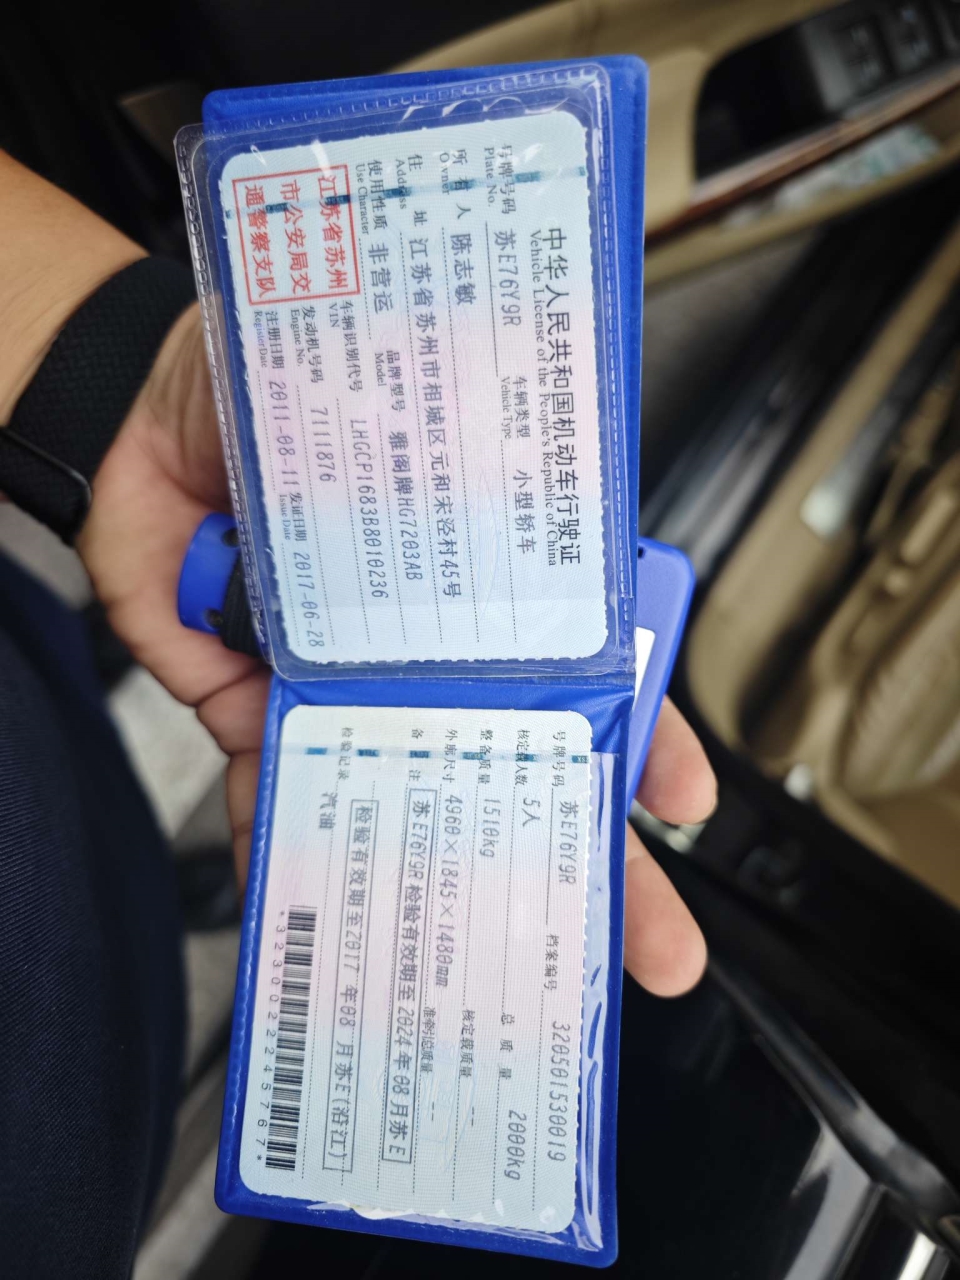 中华人民共和国机动车行驶证
Vehicle License of the People's Republic of China
号牌号码 苏E76Y9R 车辆类型 小型轿车
Plate No. Vehicle Type
所有人 陈志敏
Owner
住址 江苏省苏州市相城区元和宋泾村45号
Address
使用性质 非营运 品牌型号 雅阁牌HG7203AB
Use Character Model
江苏省苏州
市公安局交
通警察支队
车辆识别代号 LHGCP1683B8010236
VIN
发动机号码 7111876
Engine No.
注册日期 2011-08-11 发证日期 2017-06-28
Register Date Issue Date
号牌号码 苏E76Y9R 档案编号 320501530019
核定载人数 5人 总质量 2000kg
整备质量 1510kg 核定载质量 --
外廓尺寸 4960×1845×1480mm 准牵引总质量 --
备注 苏E76Y9R 检验有效期至2024年08月苏E
检验有效期至2017年08月苏E(沿江)
检验记录 汽油
*3230022245767*